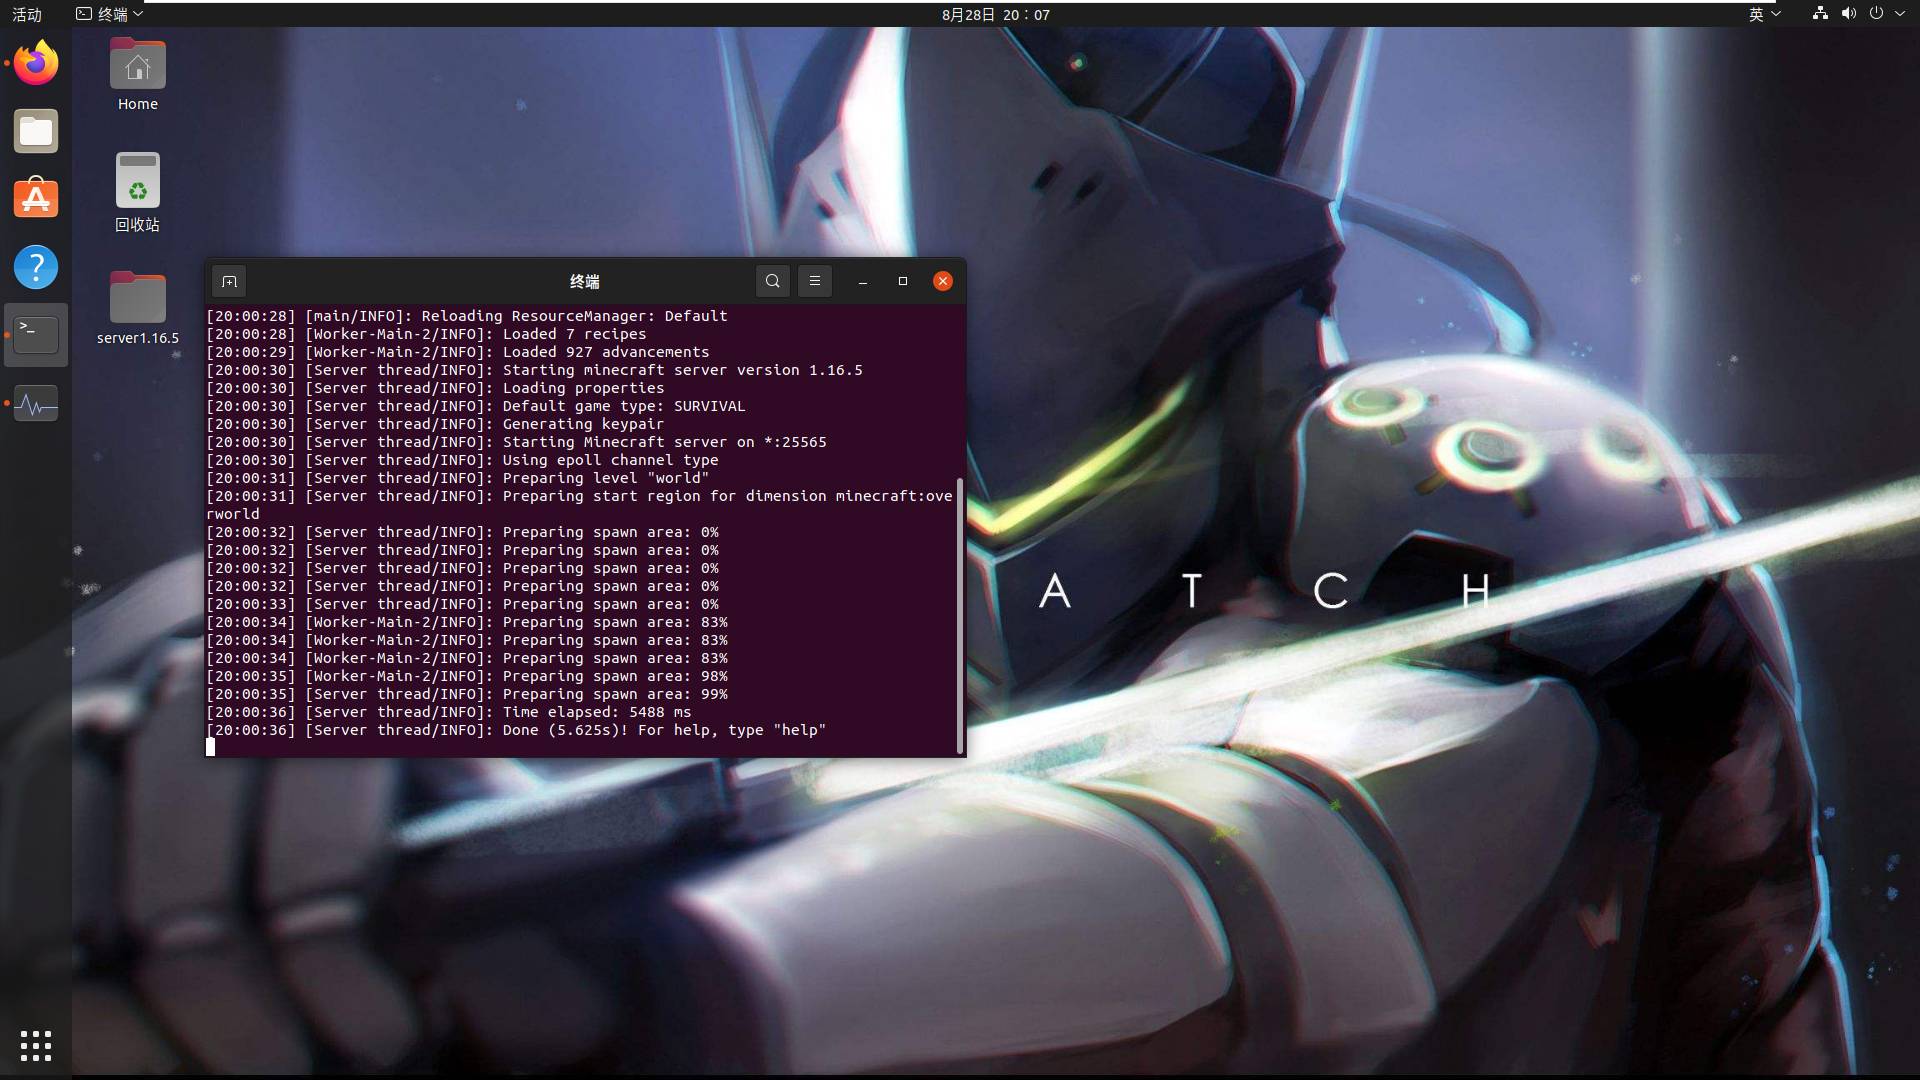 活动
终端
8月28日 20：07
英
Home
回收站
server1.16.5
终端
[20:00:28] [main/INFO]: Reloading ResourceManager: Default
[20:00:28] [Worker-Main-2/INFO]: Loaded 7 recipes
[20:00:29] [Worker-Main-2/INFO]: Loaded 927 advancements
[20:00:30] [Server thread/INFO]: Starting minecraft server version 1.16.5
[20:00:30] [Server thread/INFO]: Loading properties
[20:00:30] [Server thread/INFO]: Default game type: SURVIVAL
[20:00:30] [Server thread/INFO]: Generating keypair
[20:00:30] [Server thread/INFO]: Starting Minecraft server on *:25565
[20:00:30] [Server thread/INFO]: Using epoll channel type
[20:00:31] [Server thread/INFO]: Preparing level "world"
[20:00:31] [Server thread/INFO]: Preparing start region for dimension minecraft:ove
rworld
[20:00:32] [Server thread/INFO]: Preparing spawn area: 0%
[20:00:32] [Server thread/INFO]: Preparing spawn area: 0%
[20:00:32] [Server thread/INFO]: Preparing spawn area: 0%
[20:00:32] [Server thread/INFO]: Preparing spawn area: 0%
[20:00:33] [Server thread/INFO]: Preparing spawn area: 0%
[20:00:34] [Worker-Main-2/INFO]: Preparing spawn area: 83%
[20:00:34] [Worker-Main-2/INFO]: Preparing spawn area: 83%
[20:00:34] [Worker-Main-2/INFO]: Preparing spawn area: 83%
[20:00:35] [Worker-Main-2/INFO]: Preparing spawn area: 98%
[20:00:35] [Server thread/INFO]: Preparing spawn area: 99%
[20:00:36] [Server thread/INFO]: Time elapsed: 5488 ms
[20:00:36] [Server thread/INFO]: Done (5.625s)! For help, type "help"
A T C H